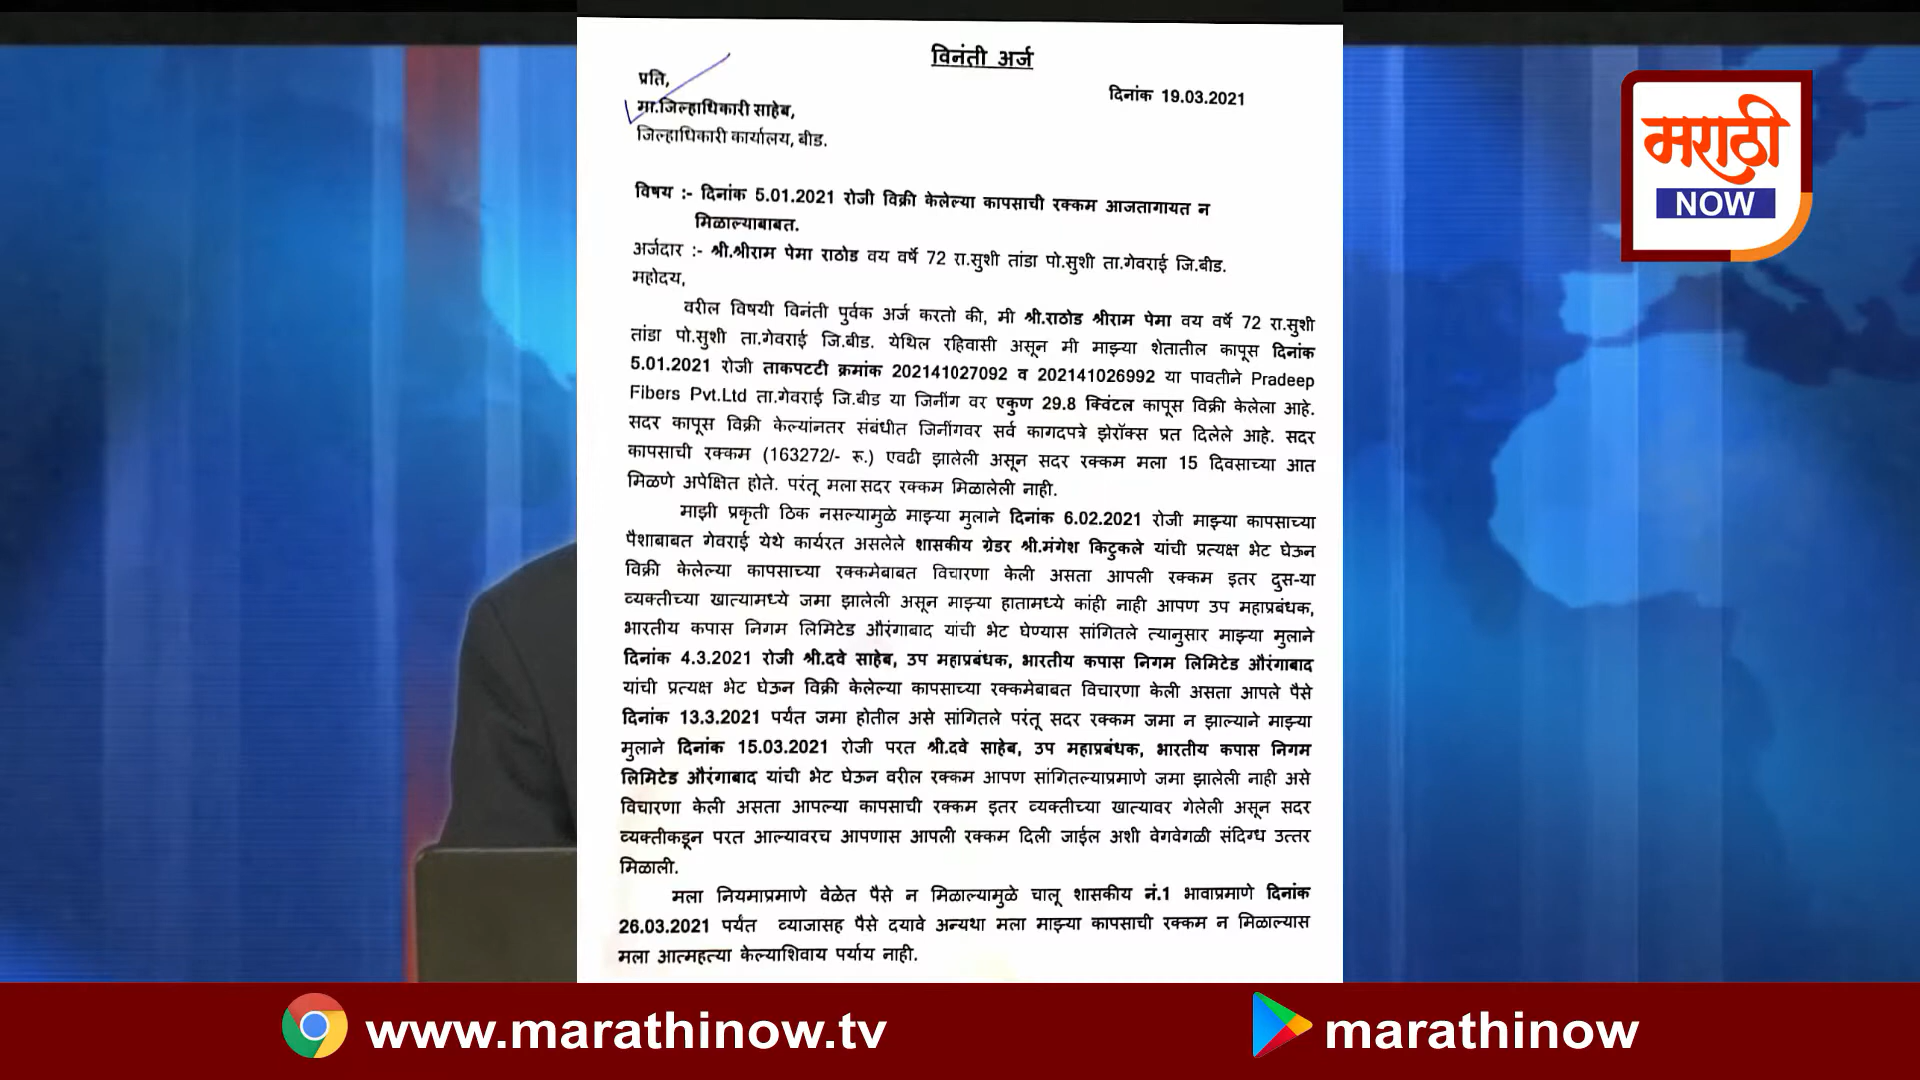 विनंती अर्ज
दिनांक 19.03.2021
प्रति,
मा.जिल्हाधिकारी साहेब,
जिल्हाधिकारी कार्यालय, बीड.
विषय :- दिनांक 5.01.2021 रोजी विक्री केलेल्या कापसाची रक्कम आजतागायत न
मिळाल्याबाबत.
अर्जदार :- श्री.श्रीराम पेमा राठोड वय वर्षे 72 रा.सुशी तांडा पो.सुशी ता.गेवराई जि.बीड.
महोदय,
वरील विषयी विनंती पुर्वक अर्ज करतो की, मी श्री.राठोड श्रीराम पेमा वय वर्षे 72 रा.सुशी
तांडा पो.सुशी ता.गेवराई जि.बीड. येथिल रहिवासी असून मी माझ्या शेतातील कापूस दिनांक
5.01.2021 रोजी ताकपटटी क्रमांक 202141027092 व 202141026992 या पावतीने Pradeep
Fibers Pvt.Ltd ता.गेवराई जि.बीड या जिनींग वर एकुण 29.8 क्विंटल कापूस विक्री केलेला आहे.
सदर कापूस विक्री केल्यांनतर संबंधीत जिनींगवर सर्व कागदपत्रे झेरॉक्स प्रत दिलेले आहे. सदर
कापसाची रक्कम (163272/- रू.) एवढी झालेली असून सदर रक्कम मला 15 दिवसाच्या आत
मिळणे अपेक्षित होते. परंतू मला सदर रक्कम मिळालेली नाही.
माझी प्रकृती ठिक नसल्यामुळे माझ्या मुलाने दिनांक 6.02.2021 रोजी माझ्या कापसाच्या
पैशाबाबत गेवराई येथे कार्यरत असलेले शासकीय ग्रेडर श्री.मंगेश किटुकले यांची प्रत्यक्ष भेट घेऊन
विक्री केलेल्या कापसाच्या रक्कमेबाबत विचारणा केली असता आपली रक्कम इतर दुस-या
व्यक्तीच्या खात्यामध्ये जमा झालेली असून माझ्या हातामध्ये कांही नाही आपण उप महाप्रबंधक,
भारतीय कपास निगम लिमिटेड औरंगाबाद यांची भेट घेण्यास सांगितले त्यानुसार माझ्या मुलाने
दिनांक 4.3.2021 रोजी श्री.दवे साहेब, उप महाप्रबंधक, भारतीय कपास निगम लिमिटेड औरंगाबाद
यांची प्रत्यक्ष भेट घेऊन विक्री केलेल्या कापसाच्या रक्कमेबाबत विचारणा केली असता आपले पैसे
दिनांक 13.3.2021 पर्यंत जमा होतील असे सांगितले परंतू सदर रक्कम जमा न झाल्याने माझ्या
मुलाने दिनांक 15.03.2021 रोजी परत श्री.दवे साहेब, उप महाप्रबंधक, भारतीय कपास निगम
लिमिटेड औरंगाबाद यांची भेट घेऊन वरील रक्कम आपण सांगितल्याप्रमाणे जमा झालेली नाही असे
विचारणा केली असता आपल्या कापसाची रक्कम इतर व्यक्तीच्या खात्यावर गेलेली असून सदर
व्यक्तीकडून परत आल्यावरच आपणास आपली रक्कम दिली जाईल अशी वेगवेगळी संदिग्ध उत्तर
मिळाली.
मला नियमाप्रमाणे वेळेत पैसे न मिळाल्यामुळे चालू शासकीय नं.1 भावाप्रमाणे दिनांक
26.03.2021 पर्यंत व्याजासह पैसे दयावे अन्यथा मला माझ्या कापसाची रक्कम न मिळाल्यास
मला आत्महत्या केल्याशिवाय पर्याय नाही.
मराठी
NOW
www.marathinow.tv
marathinow